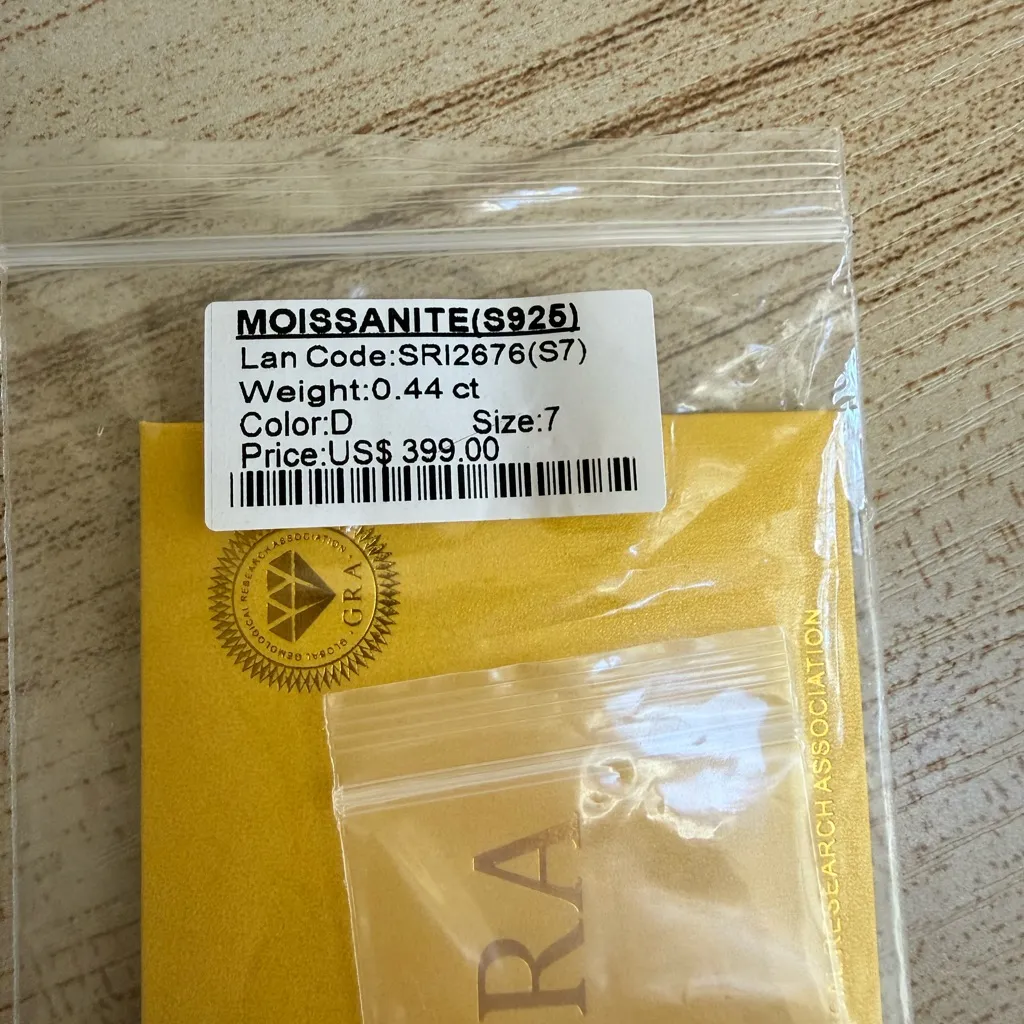 MOISSANITE(S925)
Lan Code:SRI2676(S7)
Weight:0.44 ct
Color:D Size:7
Price:US$ 399.00
GLOBAL GEMOLOGICAL RESEARCH ASSOCIATION
GRA
RESEARCH ASSOCIATION
RA